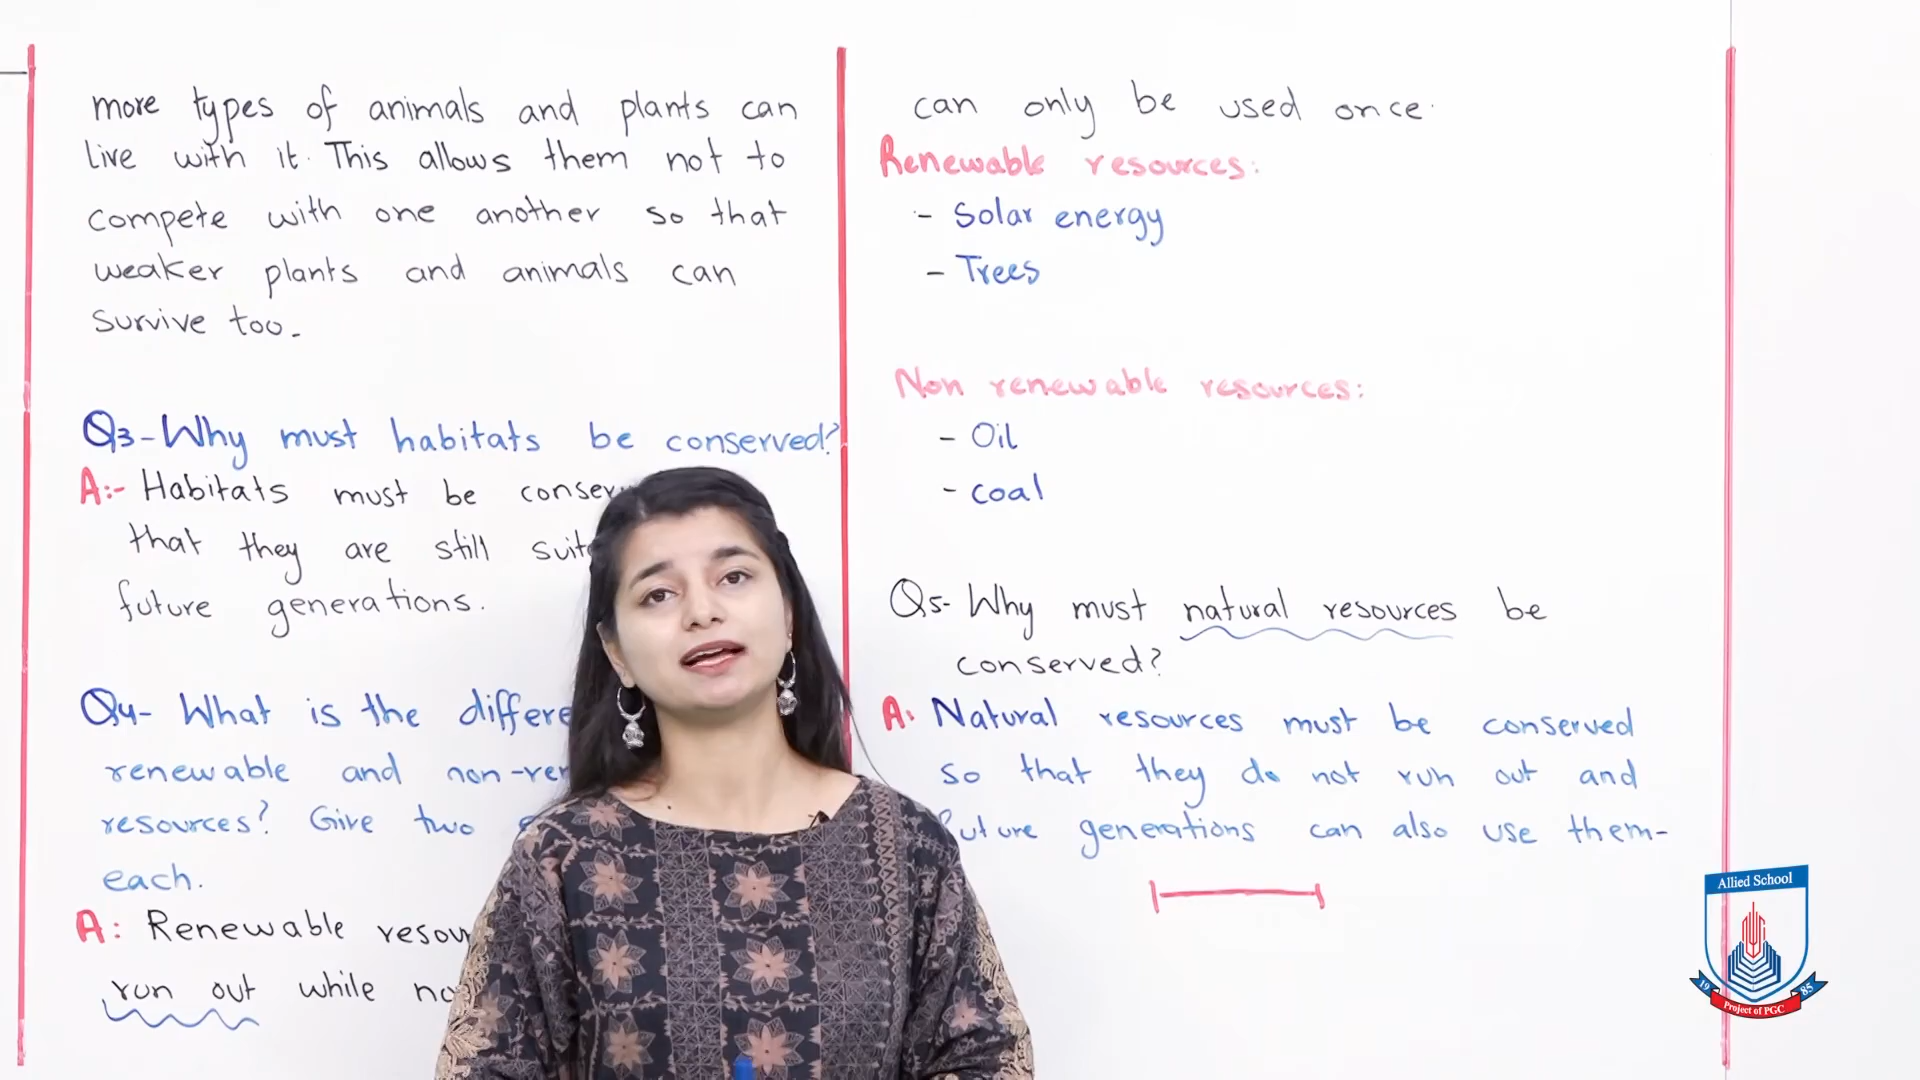 more types of animals and plants can
live with it. This allows them not to
compete with one another so that
weaker plants and animals can
survive too.
Q3- Why must habitats be conserved?
A:- Habitats must be
that they are still
future generations.
Q4- What is the
renewable and
resources? Give two
each.
A: Renewable
run out while
can only be used once.
Renewable resources:
- Solar energy
- Trees
Non renewable resources:
- Oil
- coal
Q5- Why must natural resources be
conserved?
A: Natural resources must be conserved
so that they do not run out and
future generations can also use them-
Allied School
19 85
Project of PGC